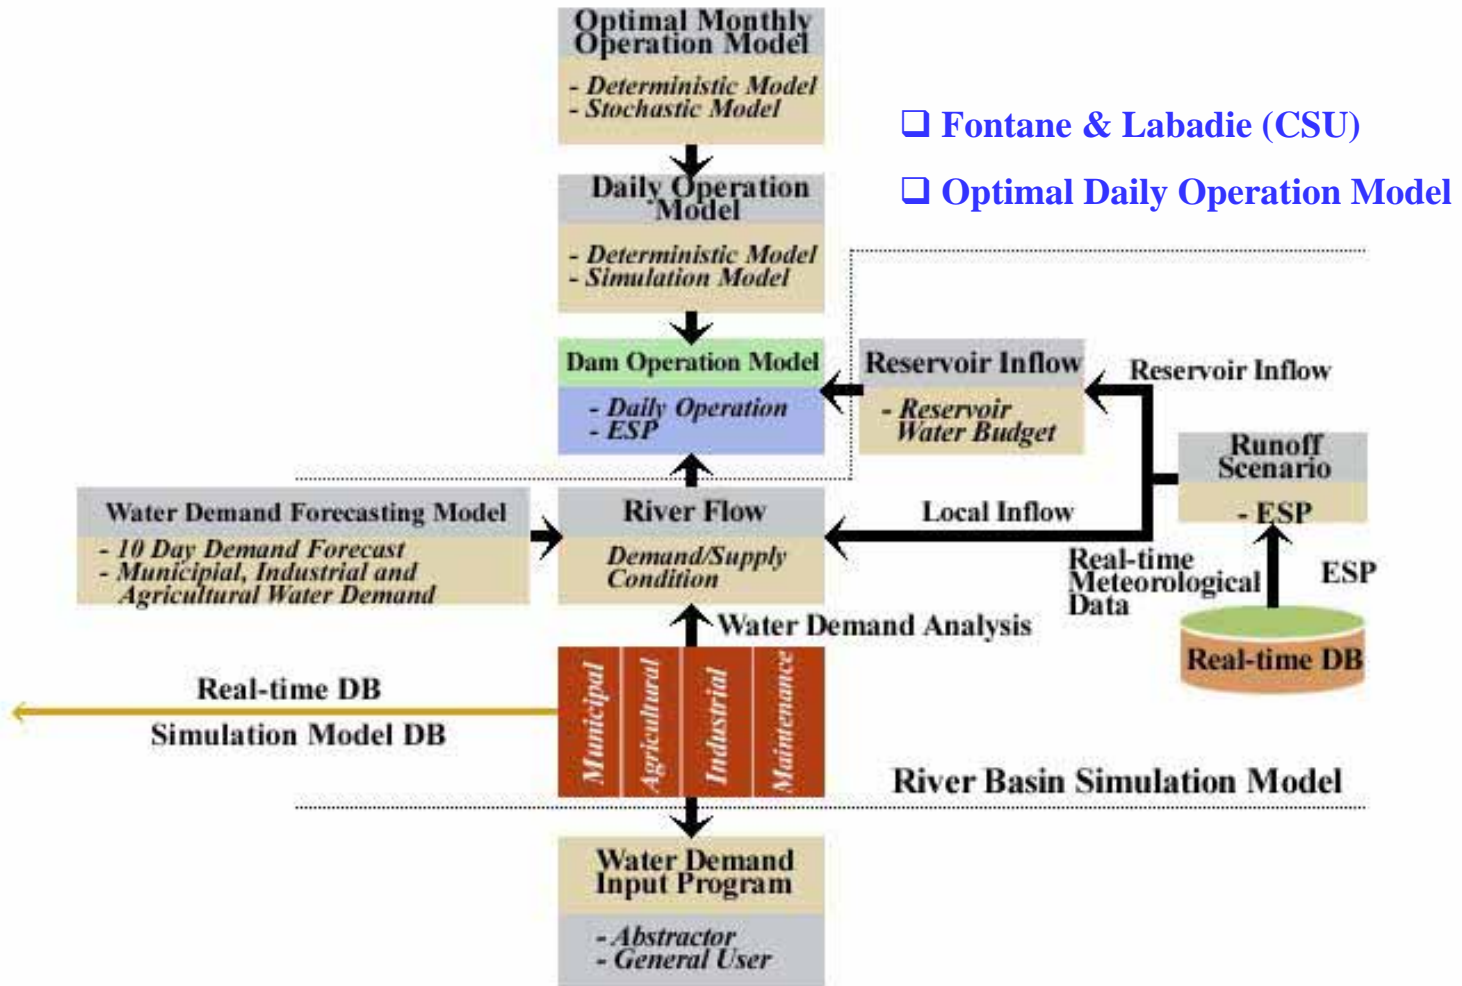 Optimal Monthly
Operation Model
- Deterministic Model
- Stochastic Model
❑ Fontane & Labadie (CSU)
❑ Optimal Daily Operation Model
Daily Operation
Model
- Deterministic Model
- Simulation Model
Dam Operation Model
- Daily Operation
- ESP
Reservoir Inflow
- Reservoir
Water Budget
Reservoir Inflow
Runoff
Scenario
- ESP
Water Demand Forecasting Model
- 10 Day Demand Forecast
- Municipial, Industrial and
Agricultural Water Demand
River Flow
Demand/Supply
Condition
Local Inflow
Real-time
Meteorological
Data
ESP
Real-time DB
Water Demand Analysis
Municipal
Agricultural
Industrial
Maintenance
Real-time DB
Simulation Model DB
River Basin Simulation Model
Water Demand
Input Program
- Abstractor
- General User